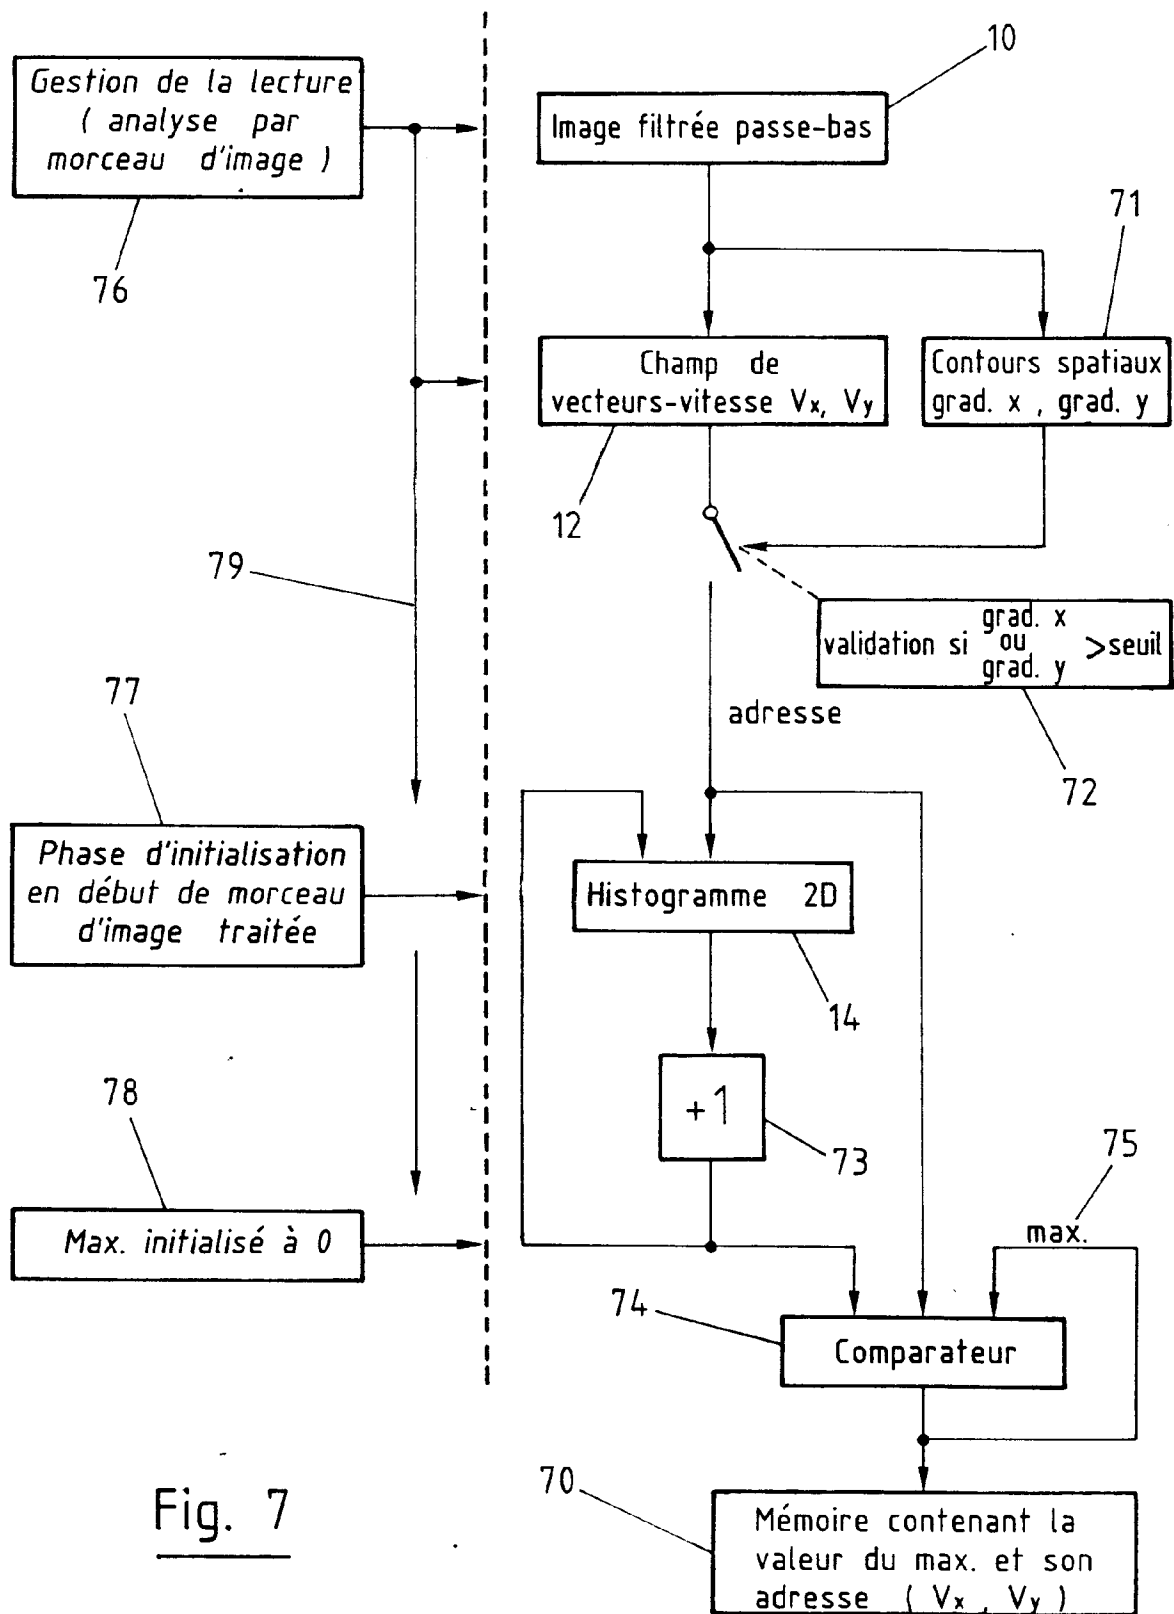 10
Gestion de la lecture
( analyse par
morceau d'image )
76
Image filtrée passe-bas
71
Champ de
vecteurs-vitesse Vx, Vy
12
Contours spatiaux
grad. x , grad. y
79
validation si grad. x ou grad. y >seuil
72
adresse
77
Phase d'initialisation
en début de morceau
d'image traitée
Histogramme 2D
14
+1
73
78
Max. initialisé à 0
75
max.
74
Comparateur
70
Mémoire contenant la
valeur du max. et son
adresse ( Vx , Vy )
Fig. 7